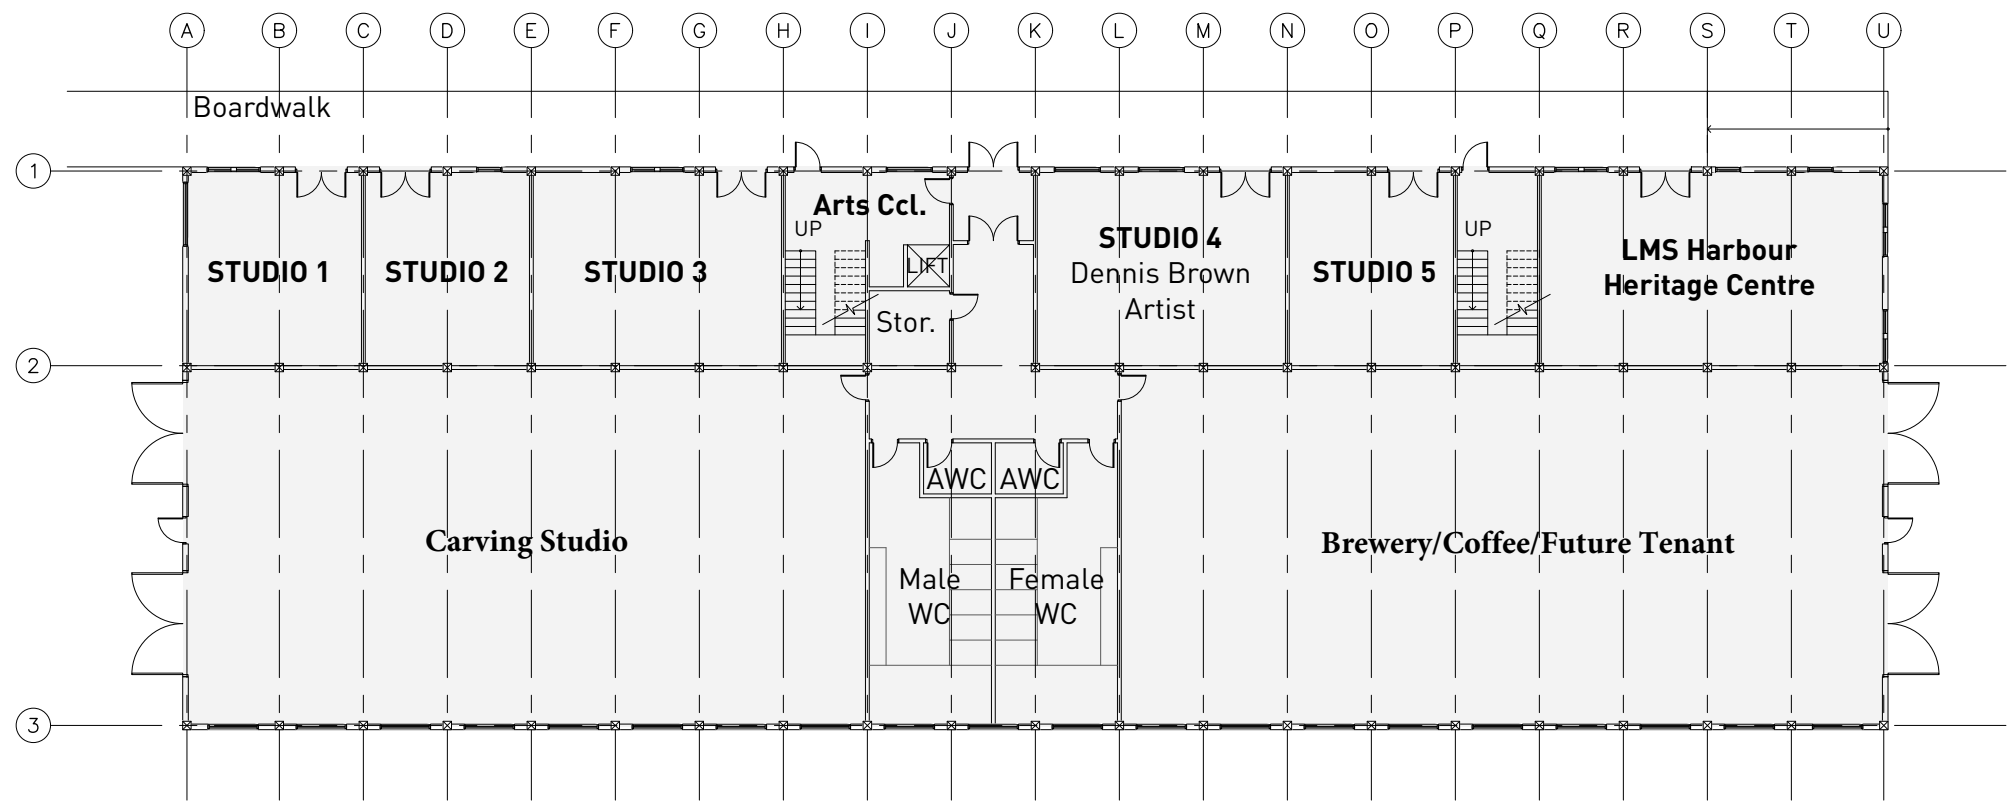 A B C D E F G H I J K L M N O P Q R S T U
Boardwalk
1
Arts Ccl.
UP
UP
STUDIO 1
STUDIO 2
STUDIO 3
LIFT
STUDIO 4
Dennis Brown
Artist
STUDIO 5
LMS Harbour
Heritage Centre
Stor.
2
AWC
AWC
Carving Studio
Brewery/Coffee/Future Tenant
Male
WC
Female
WC
3